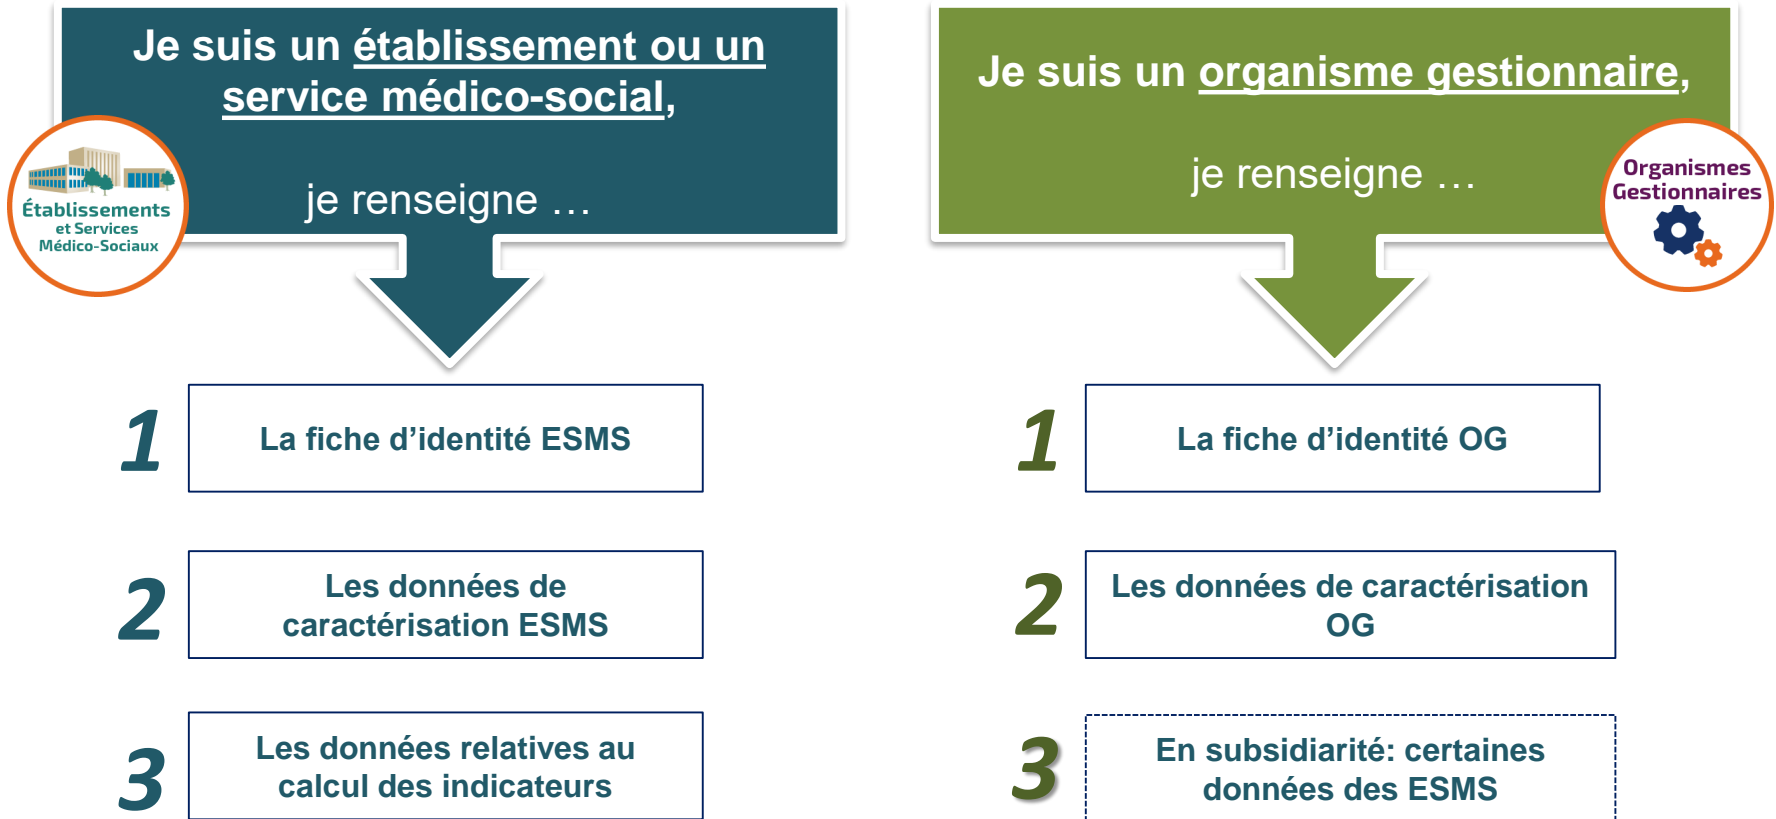 Je suis un établissement ou un
service médico-social,
je renseigne …
Établissements
et Services
Médico-Sociaux
1
La fiche d’identité ESMS
2
Les données de
caractérisation ESMS
3
Les données relatives au
calcul des indicateurs
Je suis un organisme gestionnaire,
je renseigne …
Organismes
Gestionnaires
1
La fiche d’identité OG
2
Les données de caractérisation
OG
3
En subsidiarité: certaines
données des ESMS